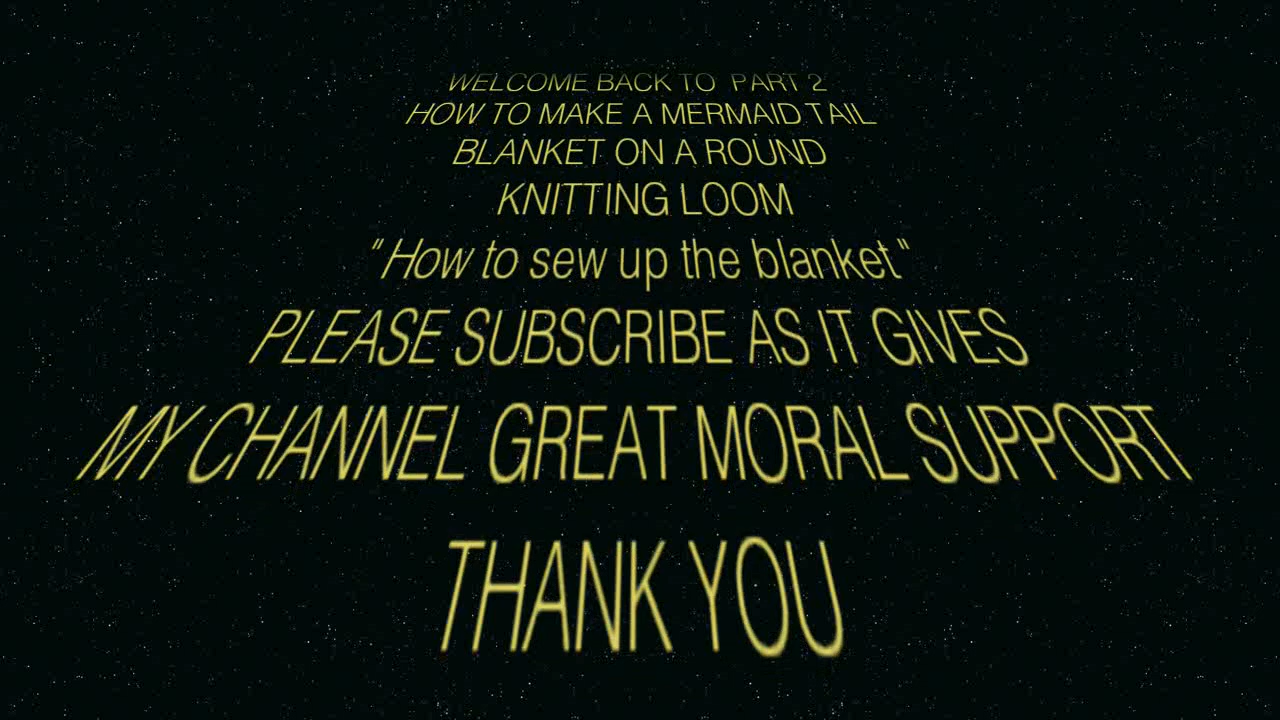 WELCOME BACK TO PART 2
HOW TO MAKE A MERMAID TAIL
BLANKET ON A ROUND
KNITTING LOOM
"How to sew up the blanket"
PLEASE SUBSCRIBE AS IT GIVES
MY CHANNEL GREAT MORAL SUPPORT
THANK YOU